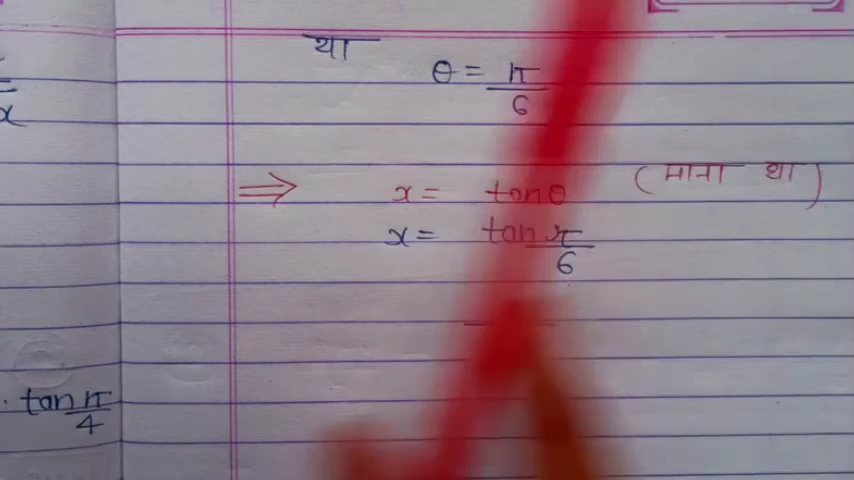 या
θ = π/6
⇒ x = tanθ (माना था)
x = tan π/6
x
. tan π/4